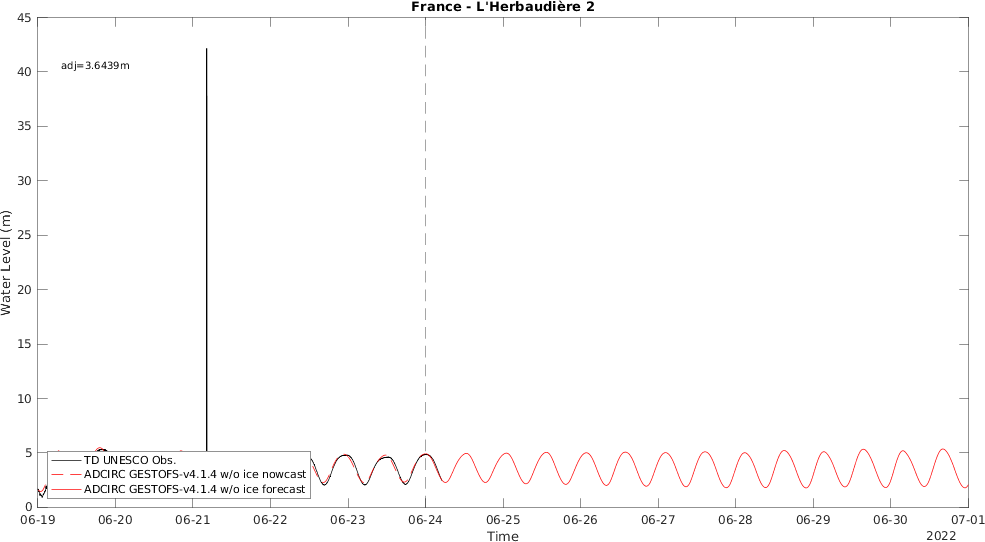 France - L'Herbaudière 2
45
40
35
30
25
20
15
10
5
0
Water Level (m)
adj=3.6439m
TD UNESCO Obs.
ADCIRC GESTOFS-v4.1.4 w/o ice nowcast
ADCIRC GESTOFS-v4.1.4 w/o ice forecast
06-19 06-20 06-21 06-22 06-23 06-24 06-25 06-26 06-27 06-28 06-29 06-30 07-01
Time
2022